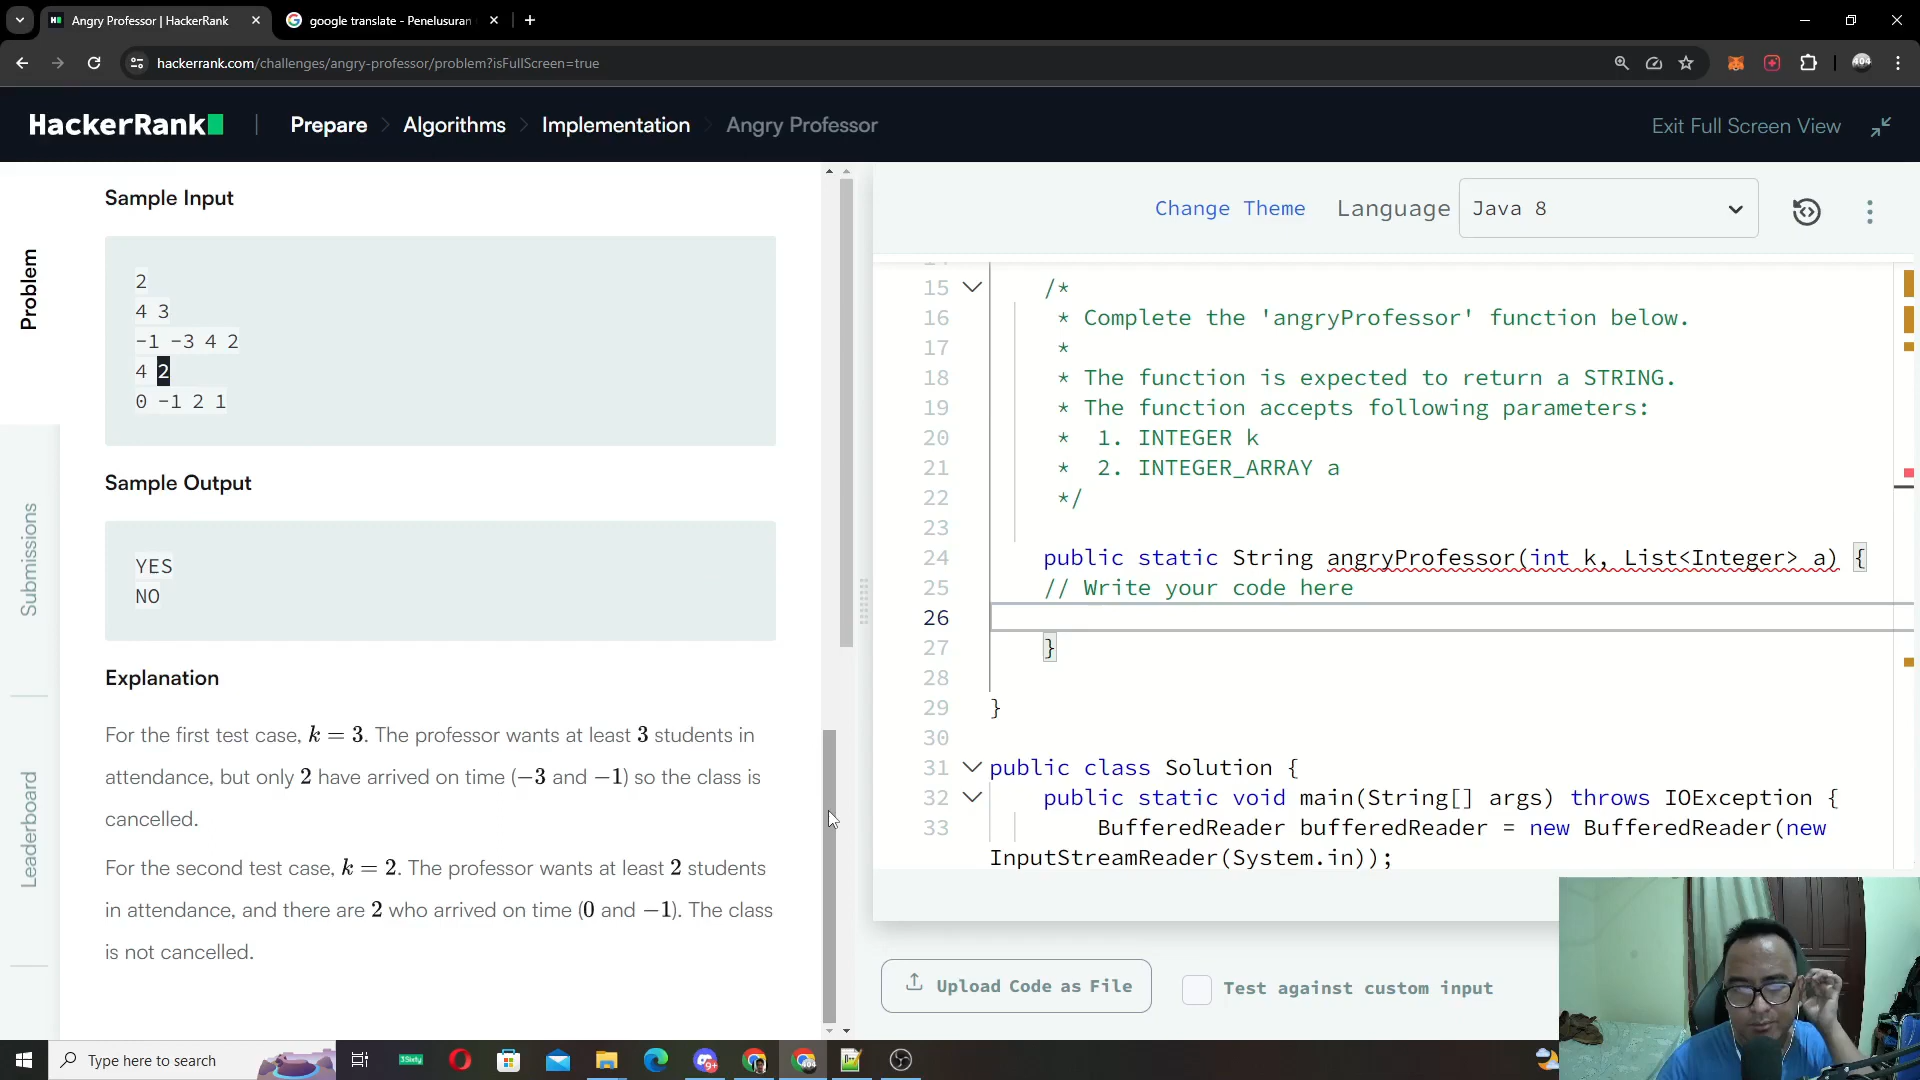 Angry Professor | HackerRank
google translate - Penelusuran
hackerrank.com/challenges/angry-professor/problem?isFullScreen=true
404
HackerRank
Prepare
Algorithms
Implementation
Angry Professor
Exit Full Screen View
Problem
Submissions
Leaderboard
Sample Input
2
4 3
-1 -3 4 2
4 2
0 -1 2 1
Sample Output
YES
NO
Explanation
For the first test case, k = 3. The professor wants at least 3 students in
attendance, but only 2 have arrived on time (−3 and −1) so the class is
cancelled.
For the second test case, k = 2. The professor wants at least 2 students
in attendance, and there are 2 who arrived on time (0 and −1). The class
is not cancelled.
Change Theme
Language
Java 8
15 /*
16 * Complete the 'angryProfessor' function below.
17 *
18 * The function is expected to return a STRING.
19 * The function accepts following parameters:
20 * 1. INTEGER k
21 * 2. INTEGER_ARRAY a
22 */
23
24 public static String angryProfessor(int k, List<Integer> a) {
25 // Write your code here
26
27 }
28
29 }
30
31 public class Solution {
32 public static void main(String[] args) throws IOException {
33 BufferedReader bufferedReader = new BufferedReader(new
InputStreamReader(System.in));
Upload Code as File
Test against custom input
Type here to search